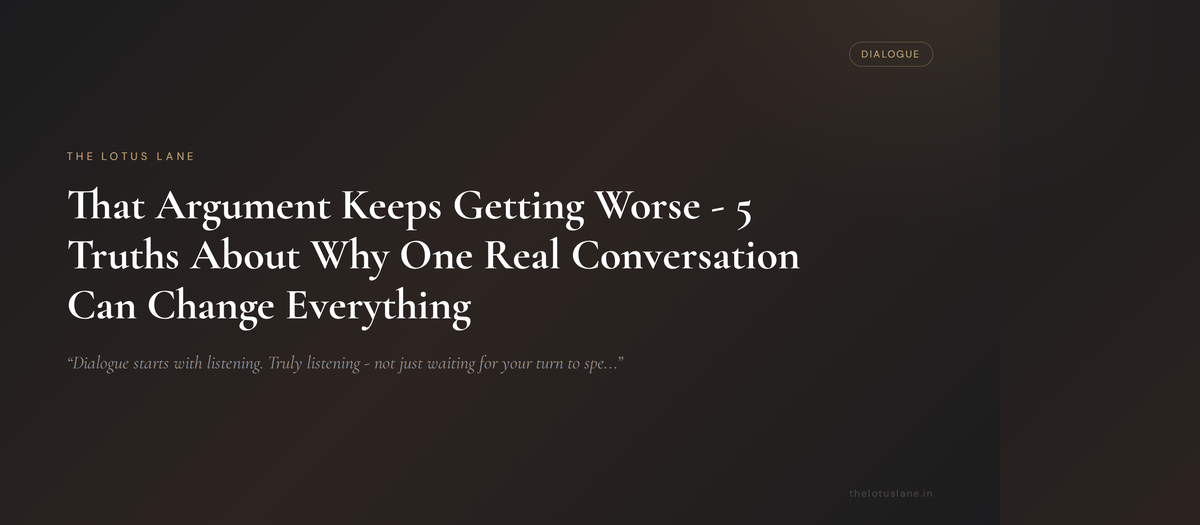 DIALOGUE
THE LOTUS LANE
That Argument Keeps Getting Worse - 5
Truths About Why One Real Conversation
Can Change Everything
“Dialogue starts with listening. Truly listening - not just waiting for your turn to spe...”
thelotuslane.in